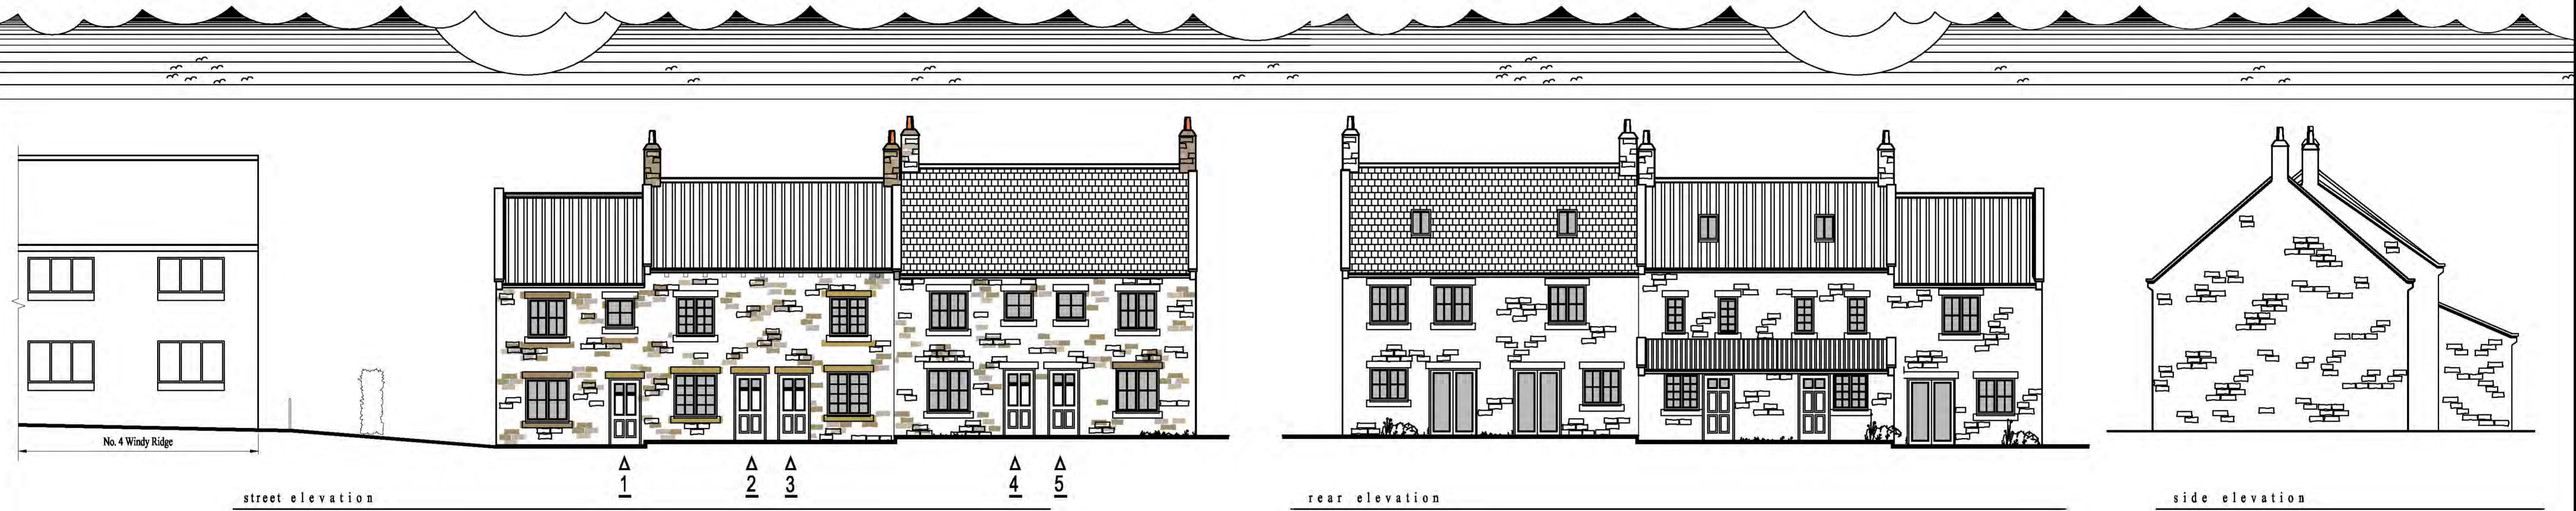 No. 4 Windy Ridge
1 2 3 4 5
street elevation
rear elevation
side elevation